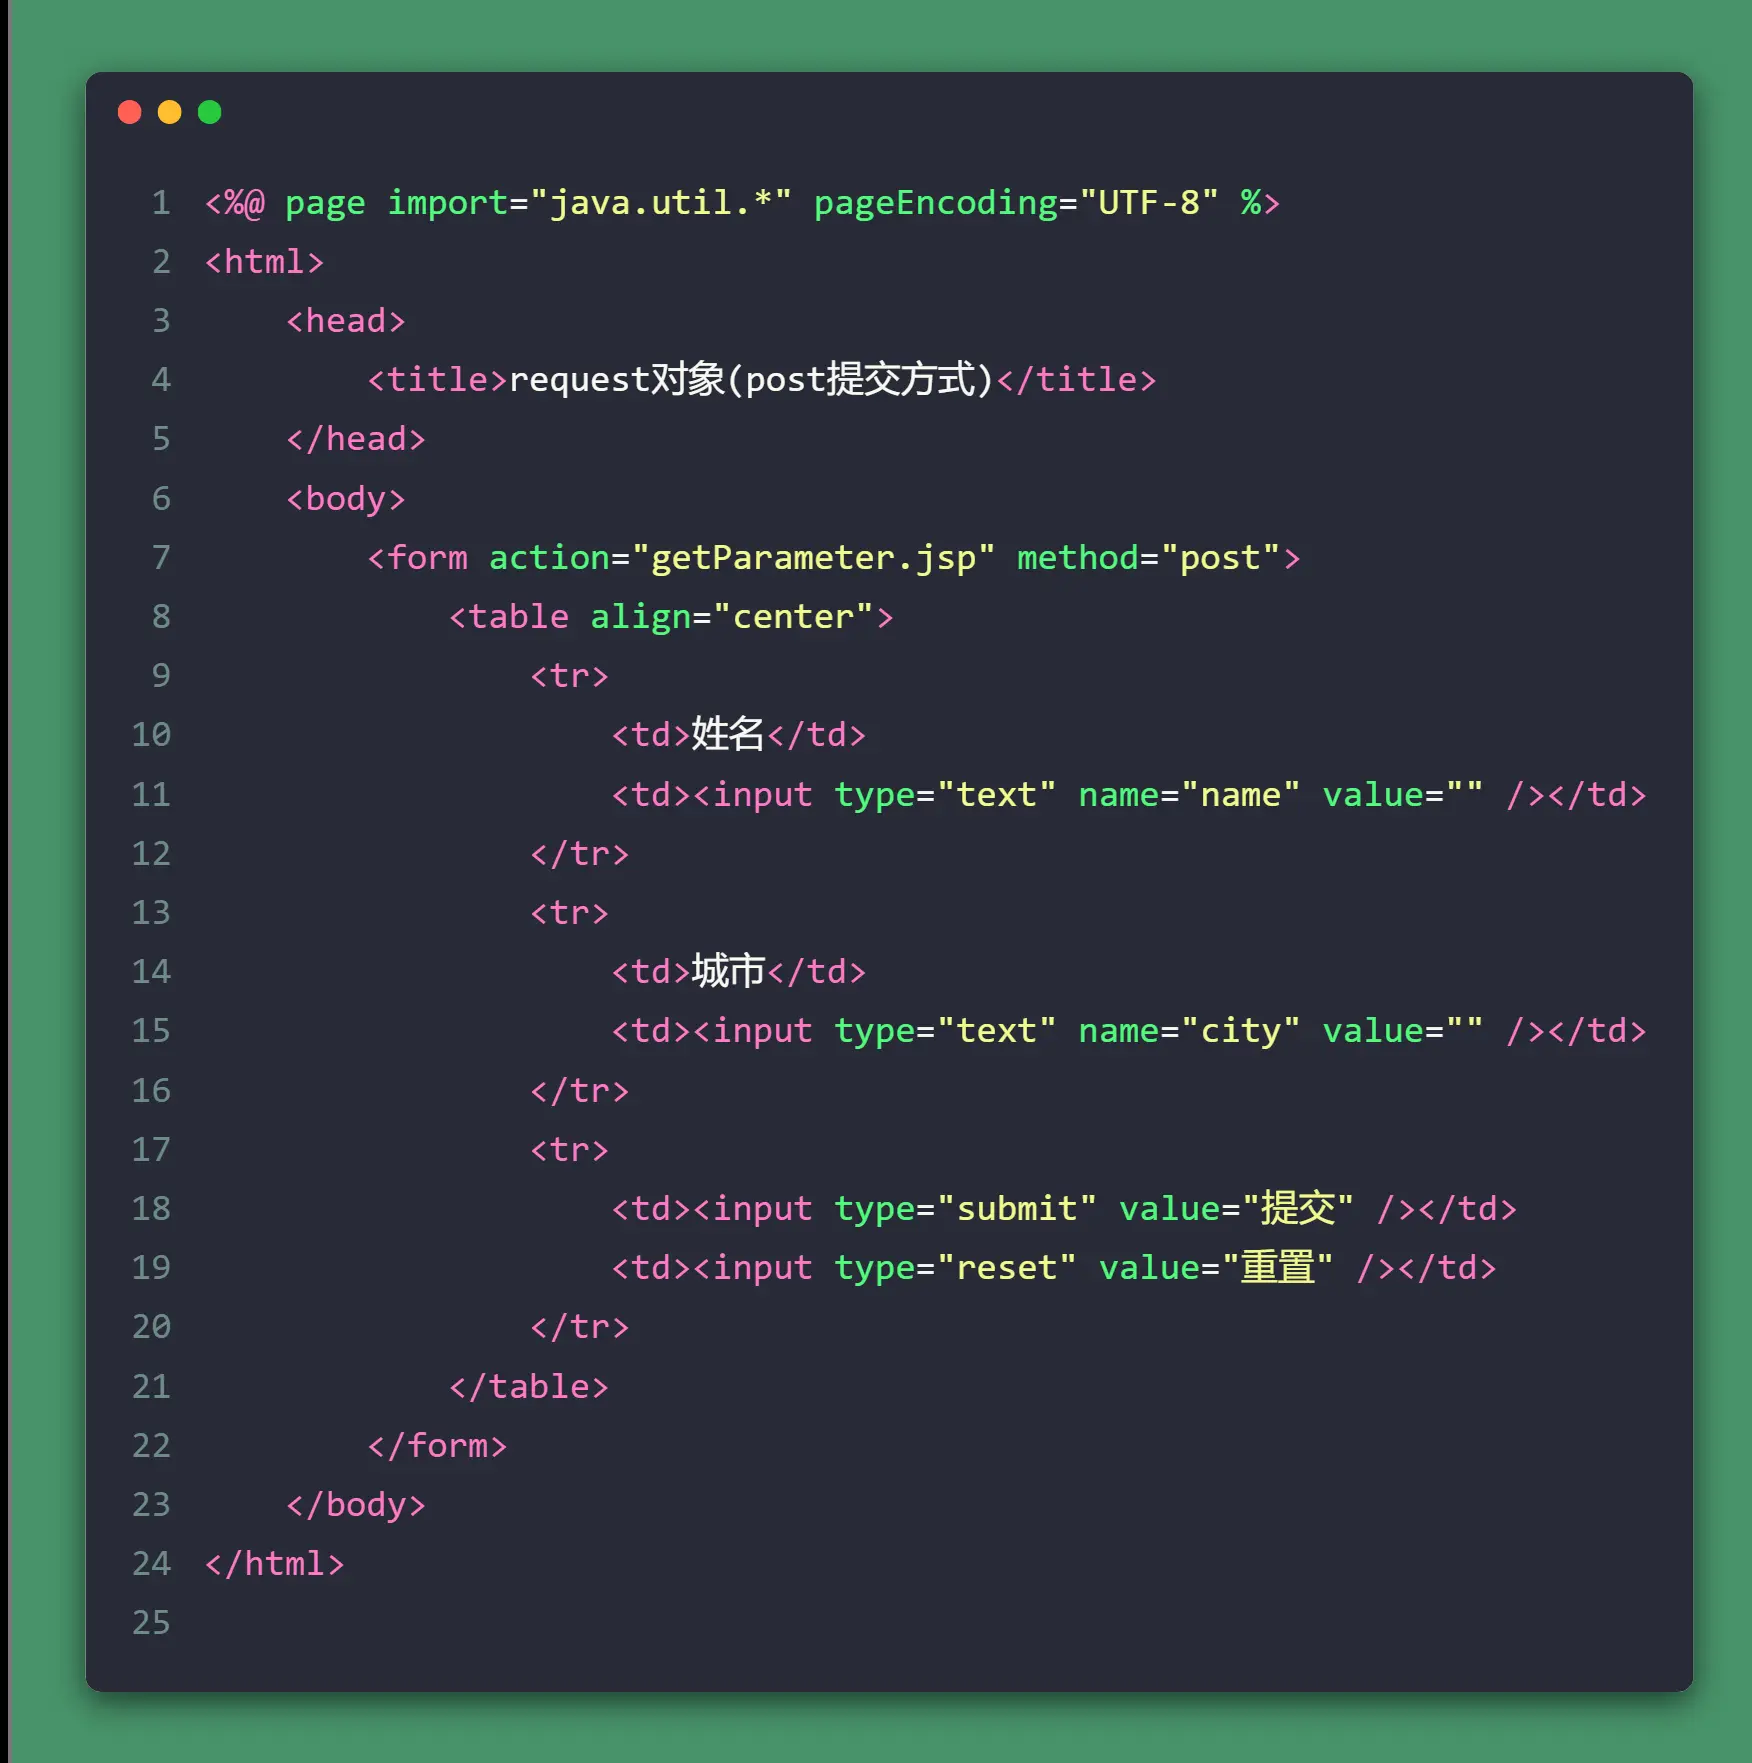 1 <%@ page import="java.util.*" pageEncoding="UTF-8" %>
2 <html>
3     <head>
4         <title>request对象(post提交方式)</title>
5     </head>
6     <body>
7         <form action="getParameter.jsp" method="post">
8             <table align="center">
9                 <tr>
10                     <td>姓名</td>
11                     <td><input type="text" name="name" value="" /></td>
12                 </tr>
13                 <tr>
14                     <td>城市</td>
15                     <td><input type="text" name="city" value="" /></td>
16                 </tr>
17                 <tr>
18                     <td><input type="submit" value="提交" /></td>
19                     <td><input type="reset" value="重置" /></td>
20                 </tr>
21             </table>
22         </form>
23     </body>
24 </html>
25